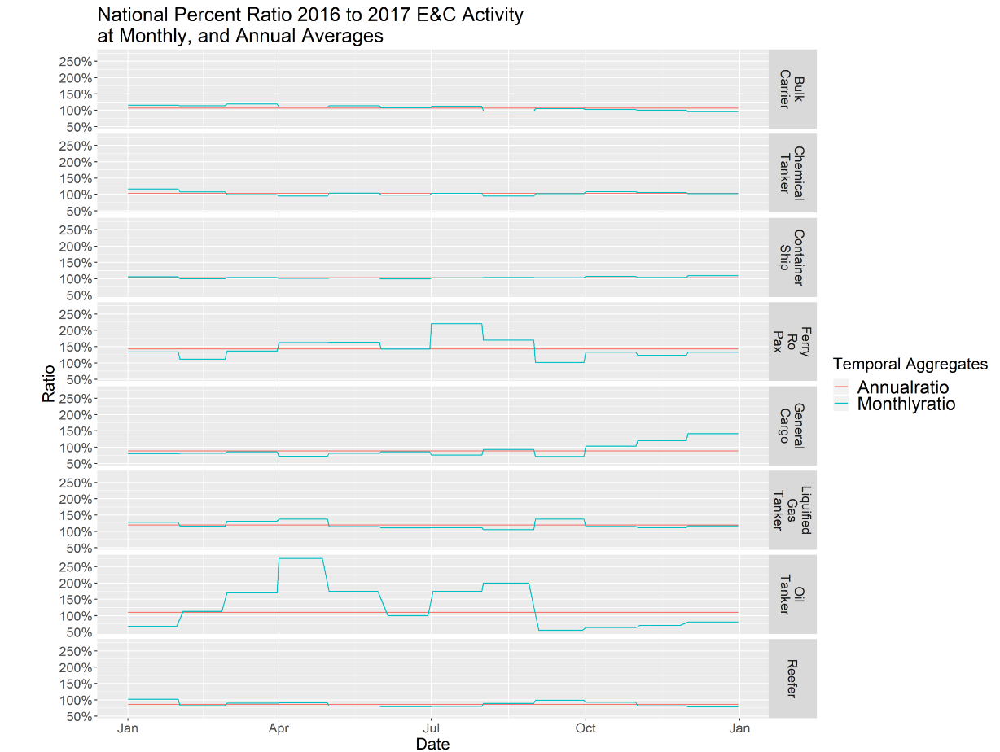 National Percent Ratio 2016 to 2017 E&C Activity
at Monthly, and Annual Averages
Ratio
250%
200%
150%
100%
50%
Bulk
Carrier
250%
200%
150%
100%
50%
Chemical
Tanker
250%
200%
150%
100%
50%
Container
Ship
250%
200%
150%
100%
50%
Ferry
Ro
Pax
250%
200%
150%
100%
50%
General
Cargo
250%
200%
150%
100%
50%
Liquified
Gas
Tanker
250%
200%
150%
100%
50%
Oil
Tanker
250%
200%
150%
100%
50%
Reefer
Jan Apr Jul Oct Jan
Date
Temporal Aggregates
Annualratio
Monthlyratio